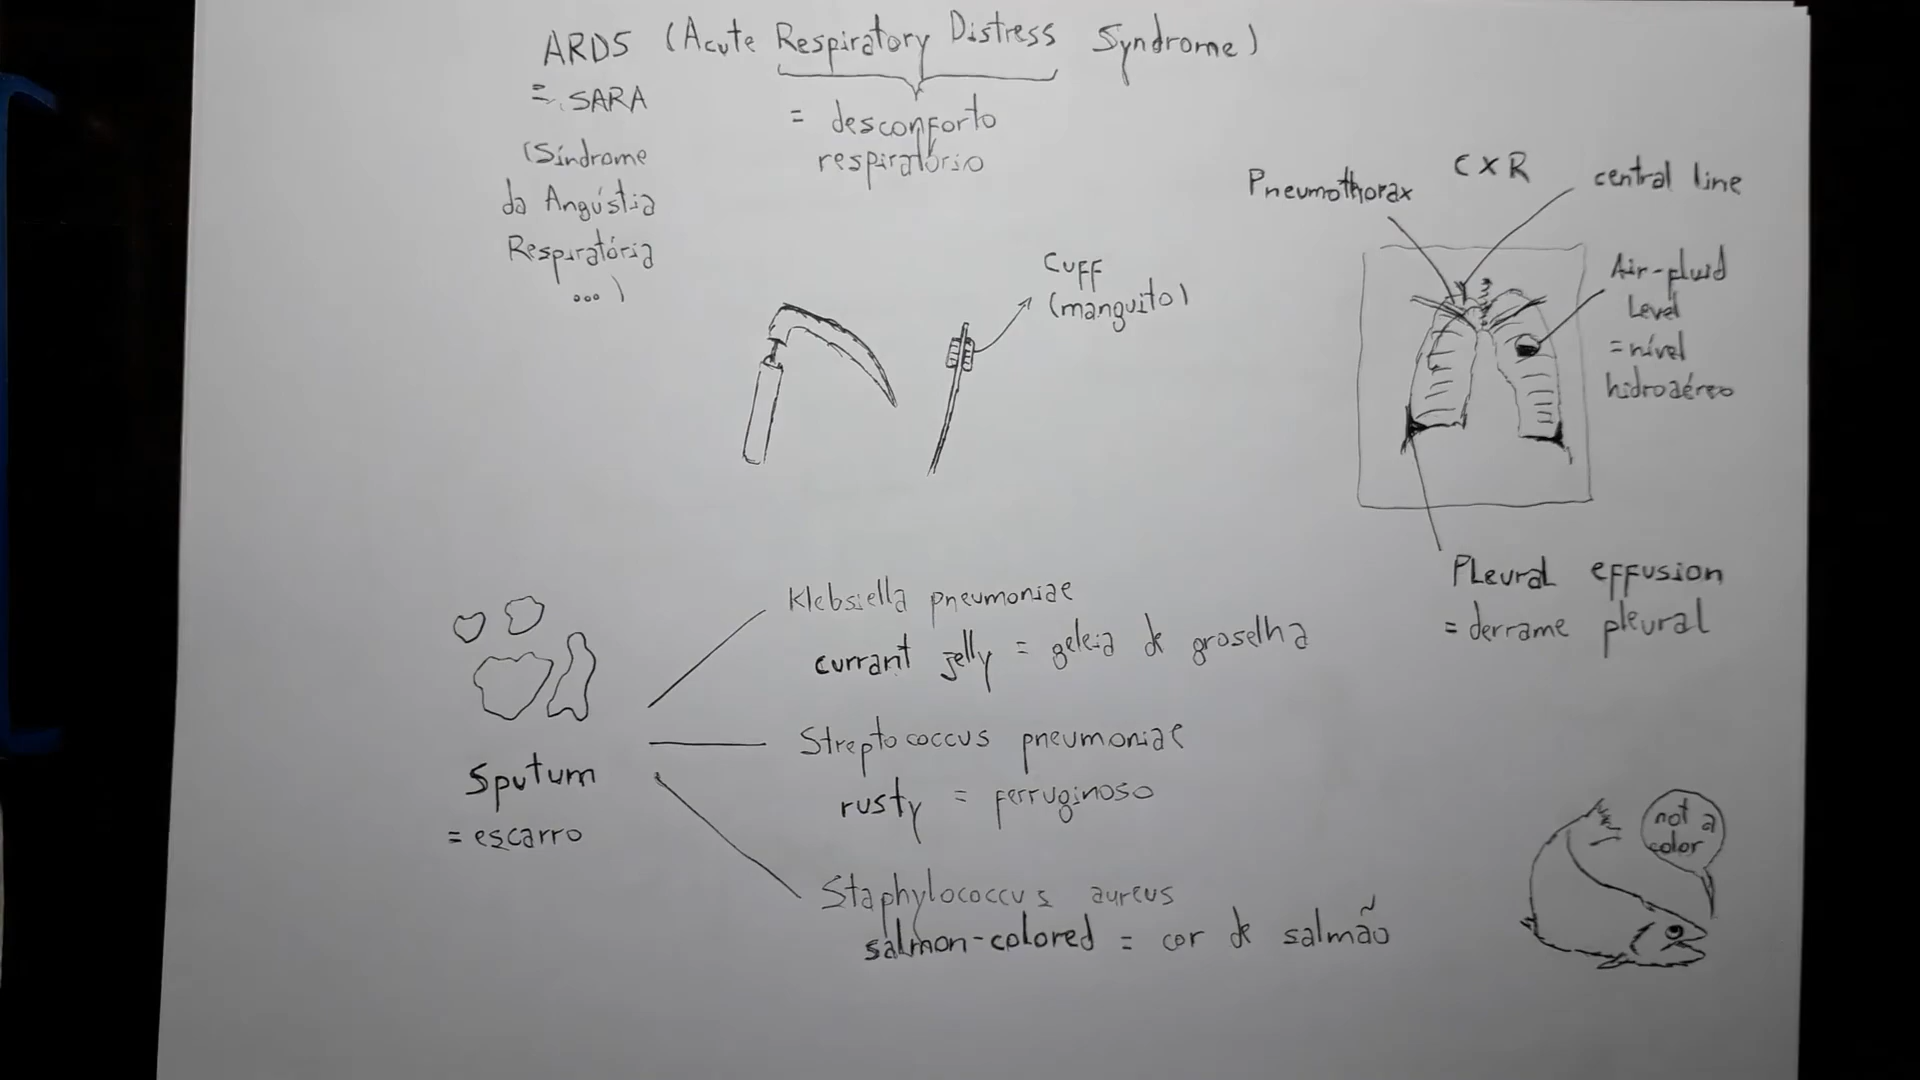 ARDS (Acute Respiratory Distress Syndrome)
= SARA
(Síndrome
da Angústia
Respiratória
...)
= desconforto
respiratório
Cuff
(manguito)
CXR
Pneumothorax
central line
Air-fluid
Level
= nível
hidroaéreo
Pleural effusion
= derrame pleural
Sputum
= escarro
Klebsiella pneumoniae
currant jelly = geleia de groselha
Streptococcus pneumoniae
rusty = ferruginoso
Staphylococcus aureus
salmon-colored = cor de salmão
not a
color